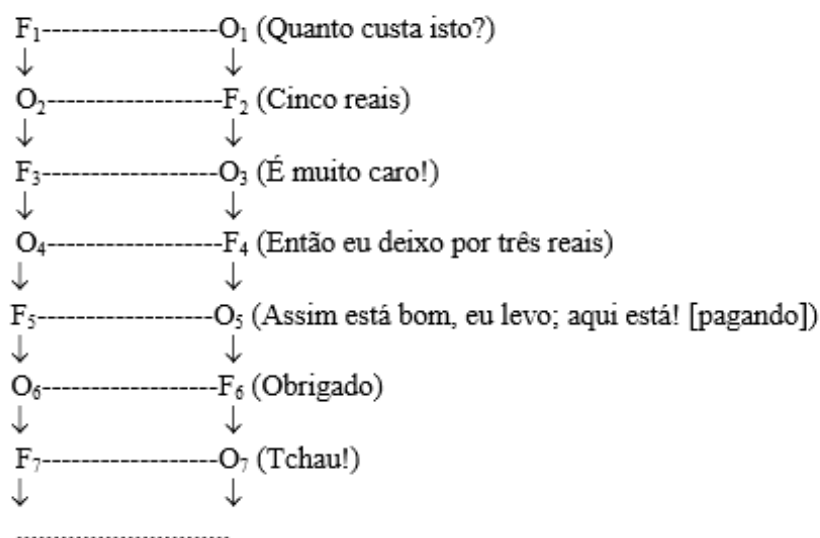 F₁------------------O₁ (Quanto custa isto?)
↓ ↓
O₂------------------F₂ (Cinco reais)
↓ ↓
F₃------------------O₃ (É muito caro!)
↓ ↓
O₄------------------F₄ (Então eu deixo por três reais)
↓ ↓
F₅------------------O₅ (Assim está bom, eu levo; aqui está! [pagando])
↓ ↓
O₆------------------F₆ (Obrigado)
↓ ↓
F₇------------------O₇ (Tchau!)
↓ ↓
-----------------------------